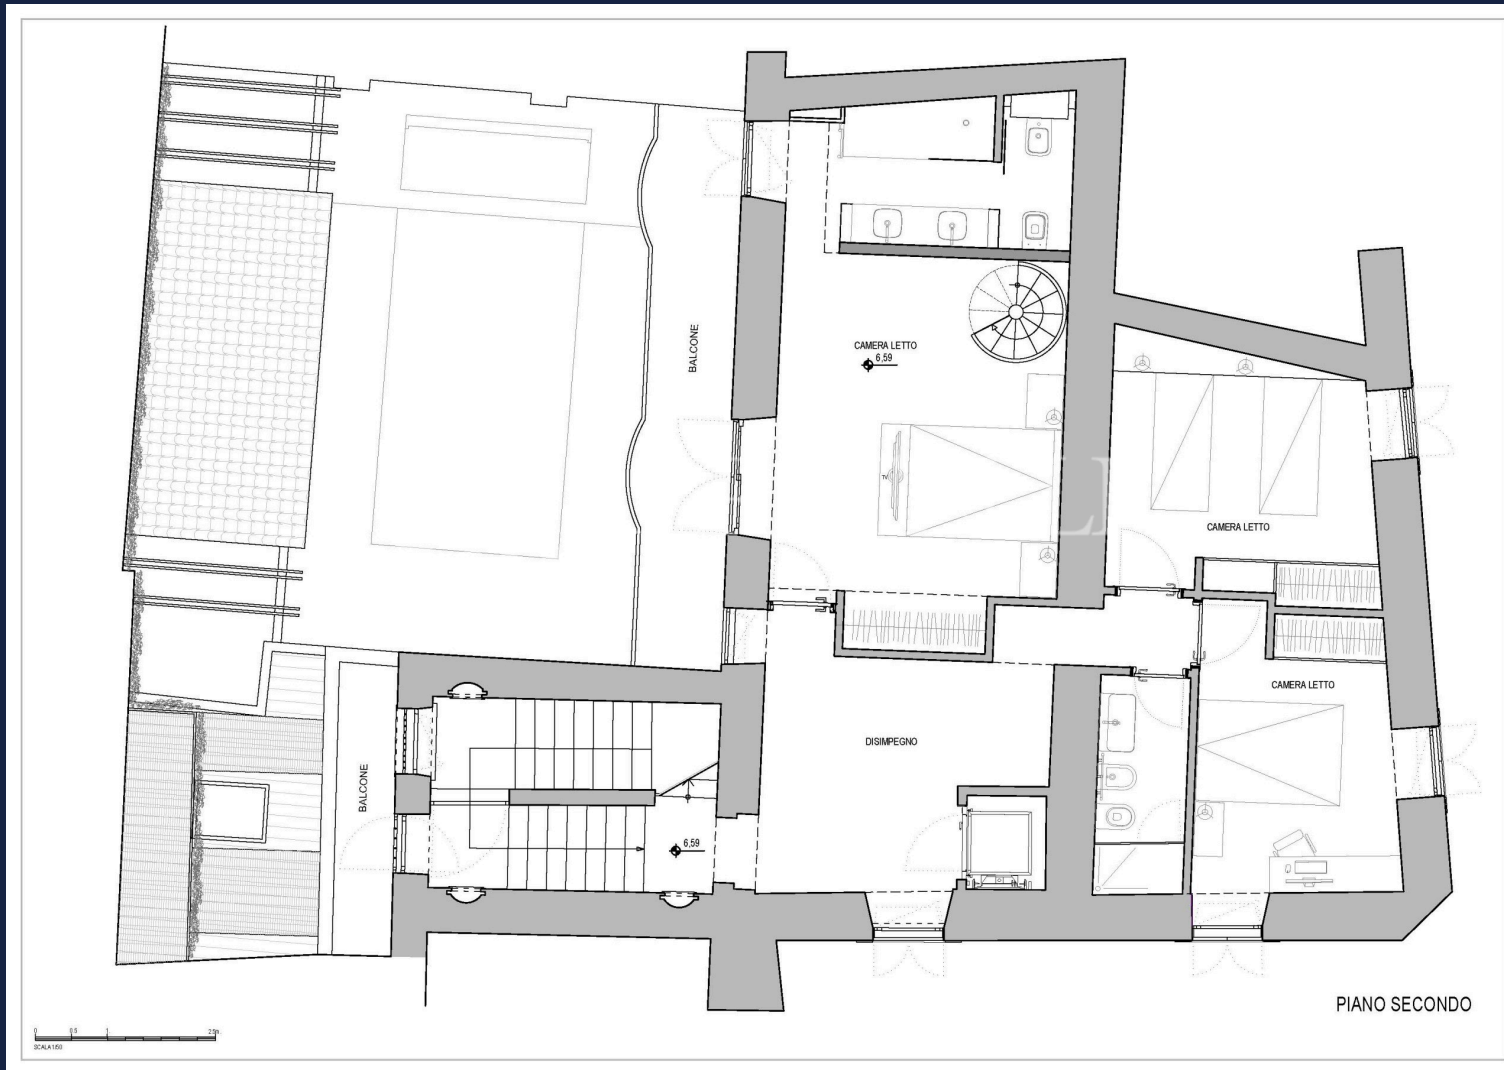 BALCONE
CAMERA LETTO
6,59
TV
CAMERA LETTO
CAMERA LETTO
DISIMPEGNO
BALCONE
6,59
PIANO SECONDO
0 0.5 1 2.5m
SCALA 1:50